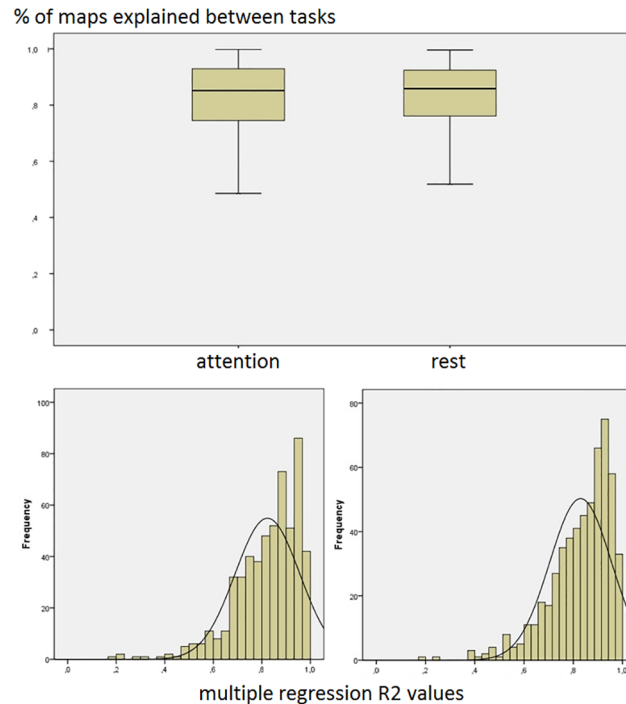 % of maps explained between tasks
1,0
,8
,6
,4
,2
,0
attention rest
100
80
60
40
20
0
Frequency
,0 ,2 ,4 ,6 ,8 1,0
80
60
40
20
0
Frequency
,0 ,2 ,4 ,6 ,8 1,0
multiple regression R2 values